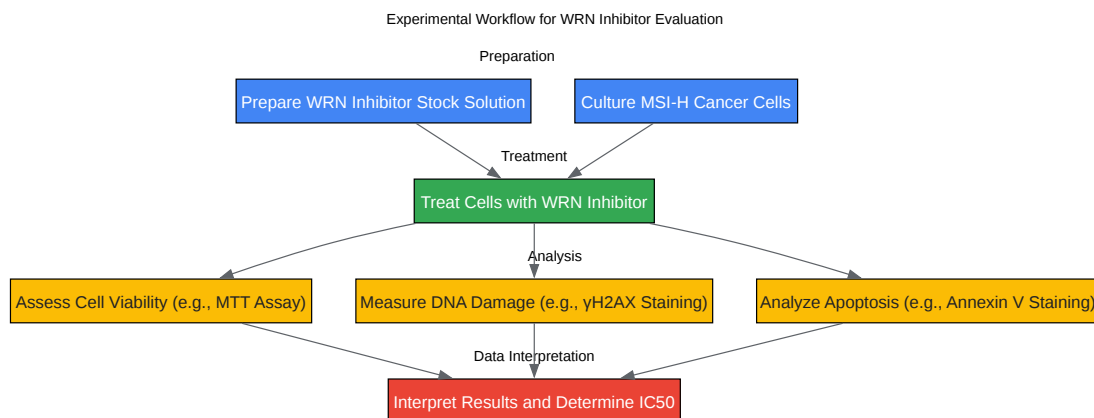 Experimental Workflow for WRN Inhibitor Evaluation
Preparation
Prepare WRN Inhibitor Stock Solution
Culture MSI-H Cancer Cells
Treatment
Treat Cells with WRN Inhibitor
Analysis
Assess Cell Viability (e.g., MTT Assay)
Measure DNA Damage (e.g., γH2AX Staining)
Analyze Apoptosis (e.g., Annexin V Staining)
Data Interpretation
Interpret Results and Determine IC50